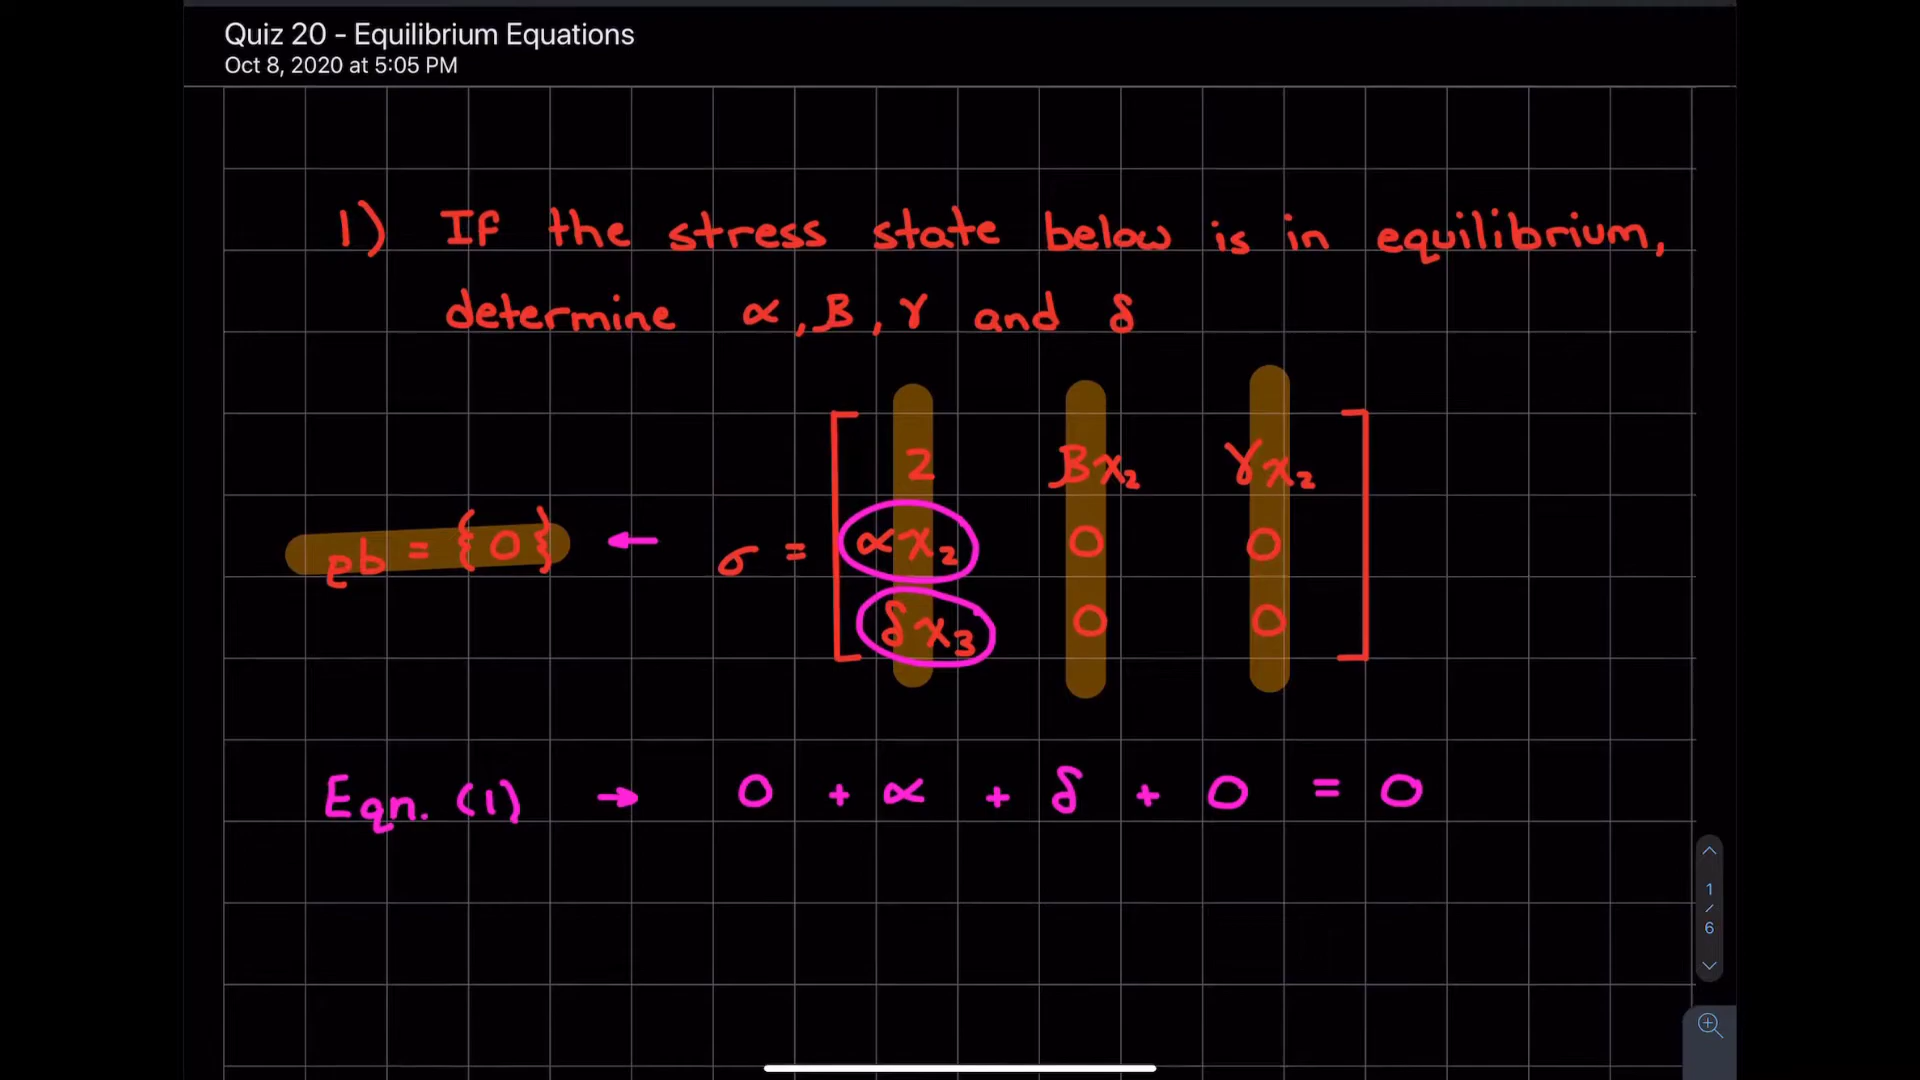 Quiz 20 - Equilibrium Equations
Oct 8, 2020 at 5:05 PM
1) If the stress state below is in equilibrium,
determine α, β, γ and δ
2 βx₂ γx₂
ρb = {0} ← σ = αx₂ 0 0
δx₃ 0 0
Eqn. (1) → 0 + α + δ + 0 = 0
1
/
6